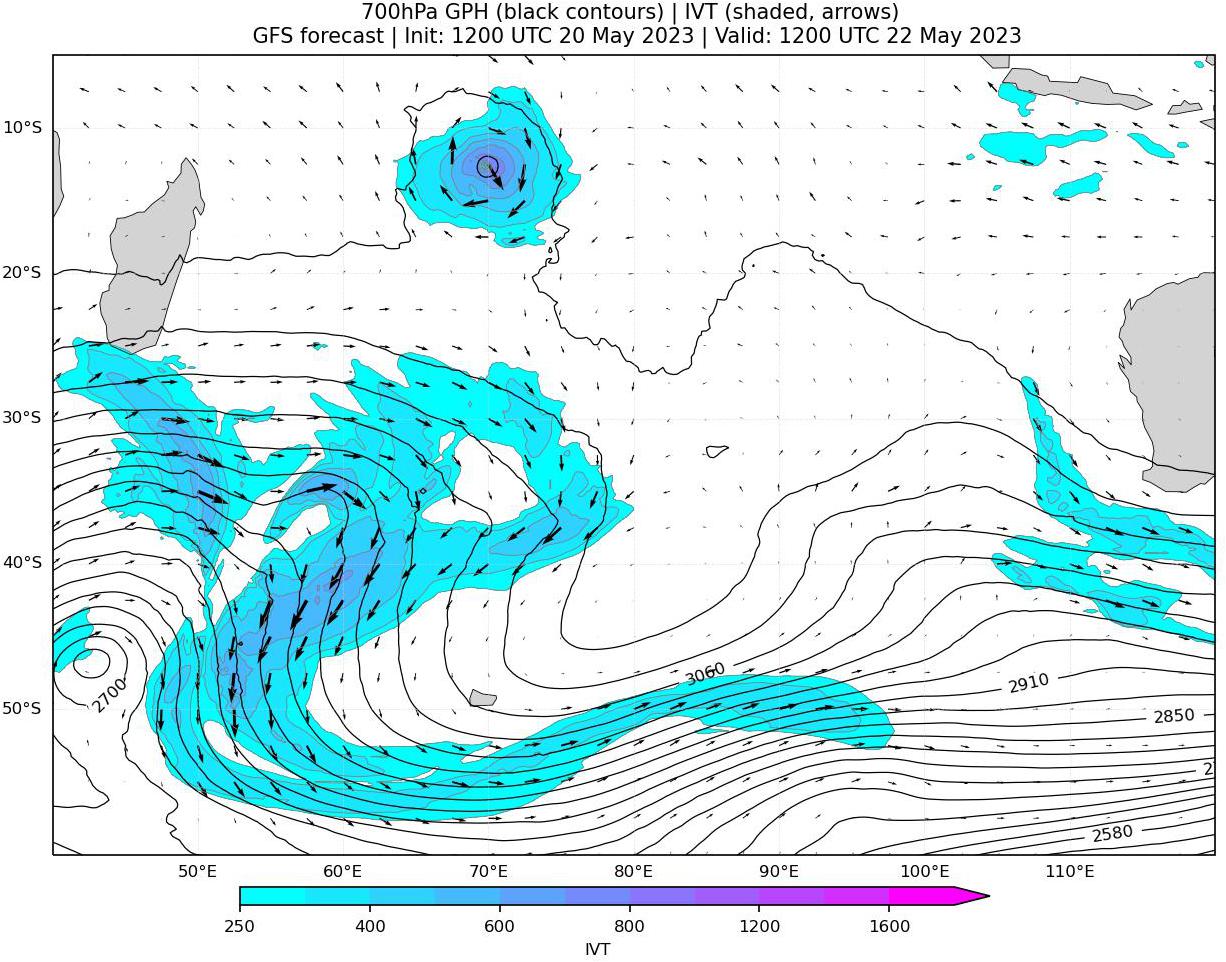 700hPa GPH (black contours) | IVT (shaded, arrows)
GFS forecast | Init: 1200 UTC 20 May 2023 | Valid: 1200 UTC 22 May 2023
10°S
20°S
30°S
40°S
50°S
3060
2910
2700
2850
2580
50°E 60°E 70°E 80°E 90°E 100°E 110°E
250 400 600 800 1200 1600
IVT